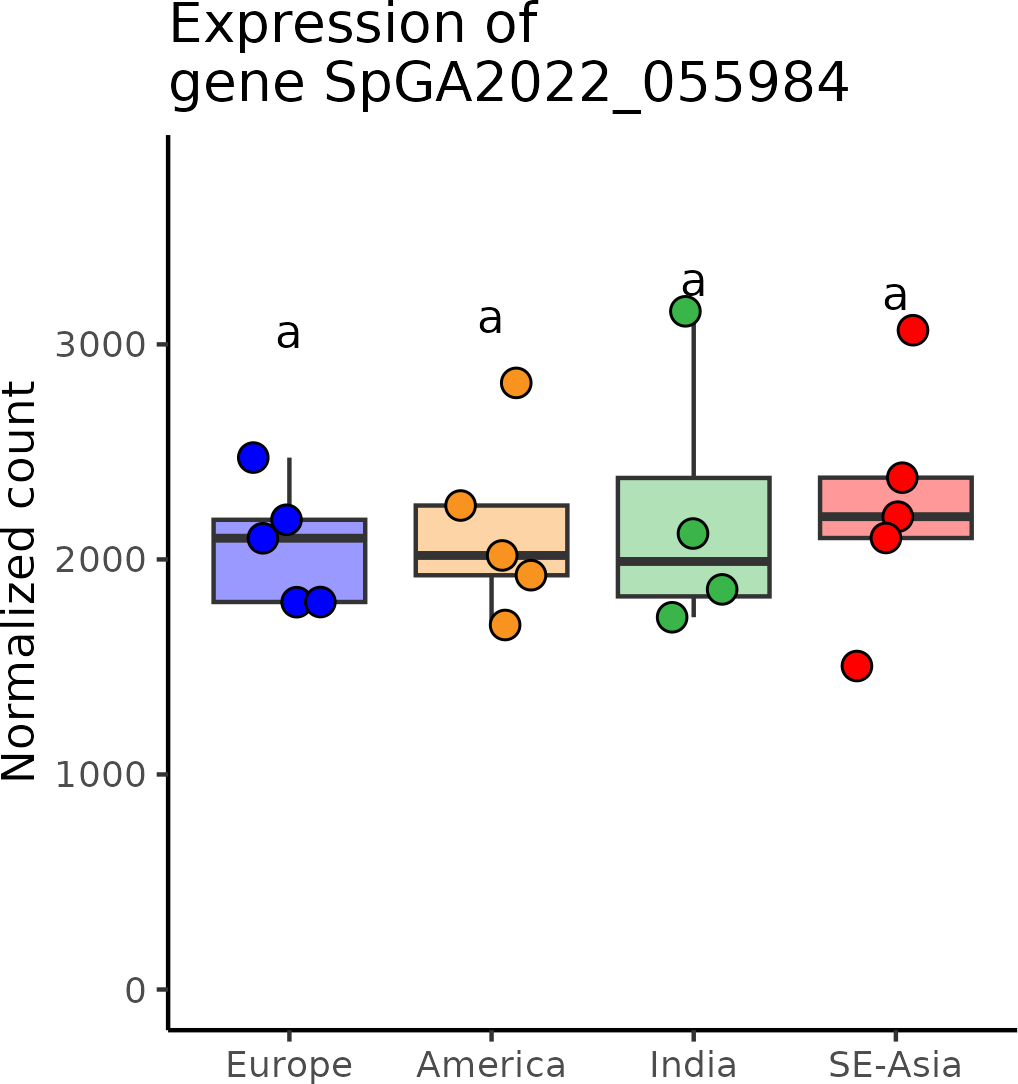 Expression of
gene SpGA2022_055984
Normalized count
3000
2000
1000
0
a
a
a
a
Europe
America
India
SE-Asia